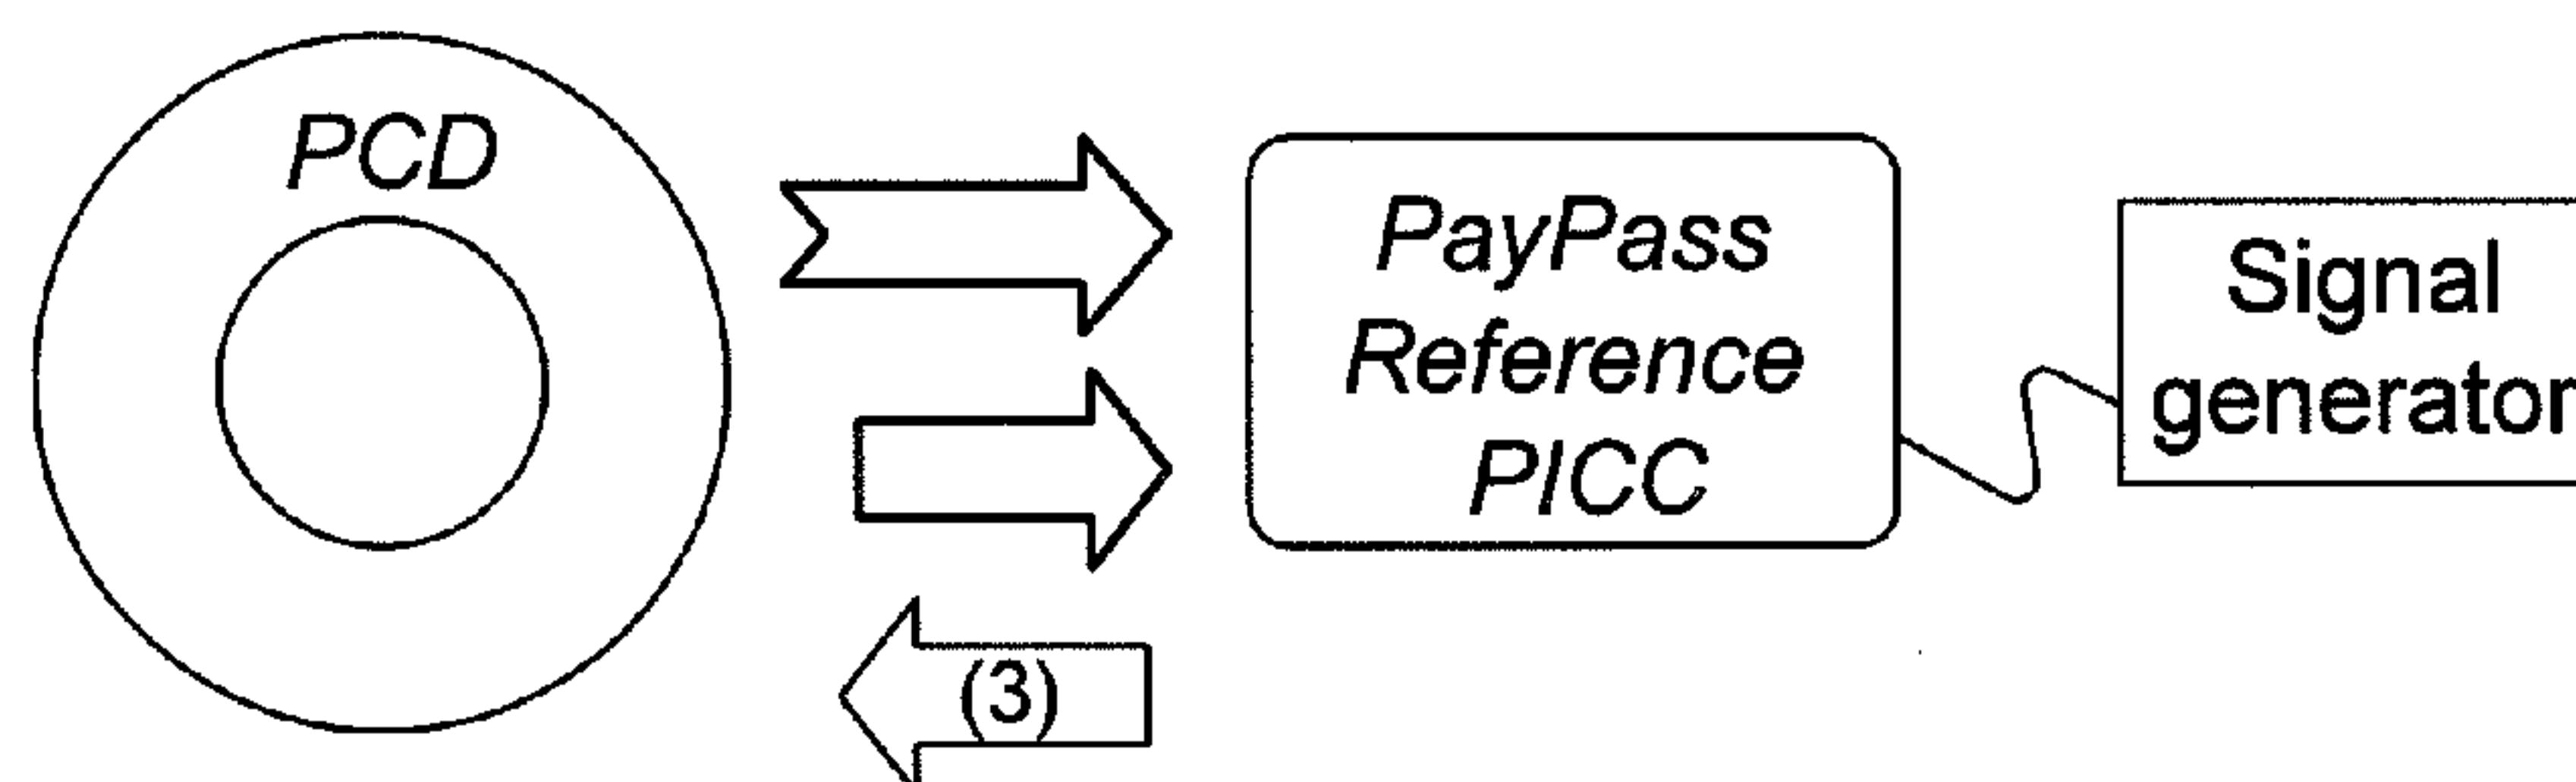 PCD
PayPass
Reference
PICC
Signal
generator
(3)